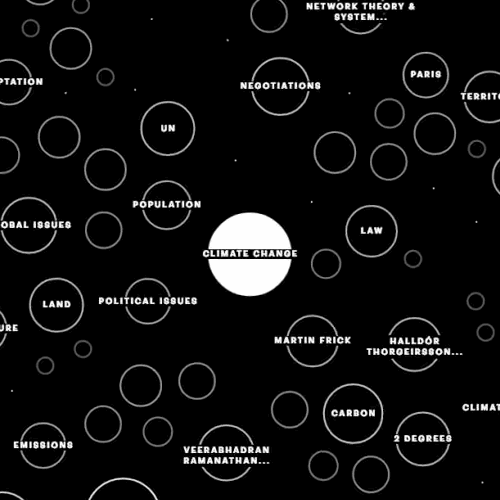 NETWORK THEORY &
SYSTEM...
PARIS
PTATION
NEGOTIATIONS
TERRITO
UN
POPULATION
OBAL ISSUES
LAW
CLIMATE CHANGE
LAND
POLITICAL ISSUES
URE
MARTIN FRICK
HALLDÓR
THORGEIRSSON...
CLIMAT
CARBON
2 DEGREES
EMISSIONS
VEERABHADRAN
RAMANATHAN...